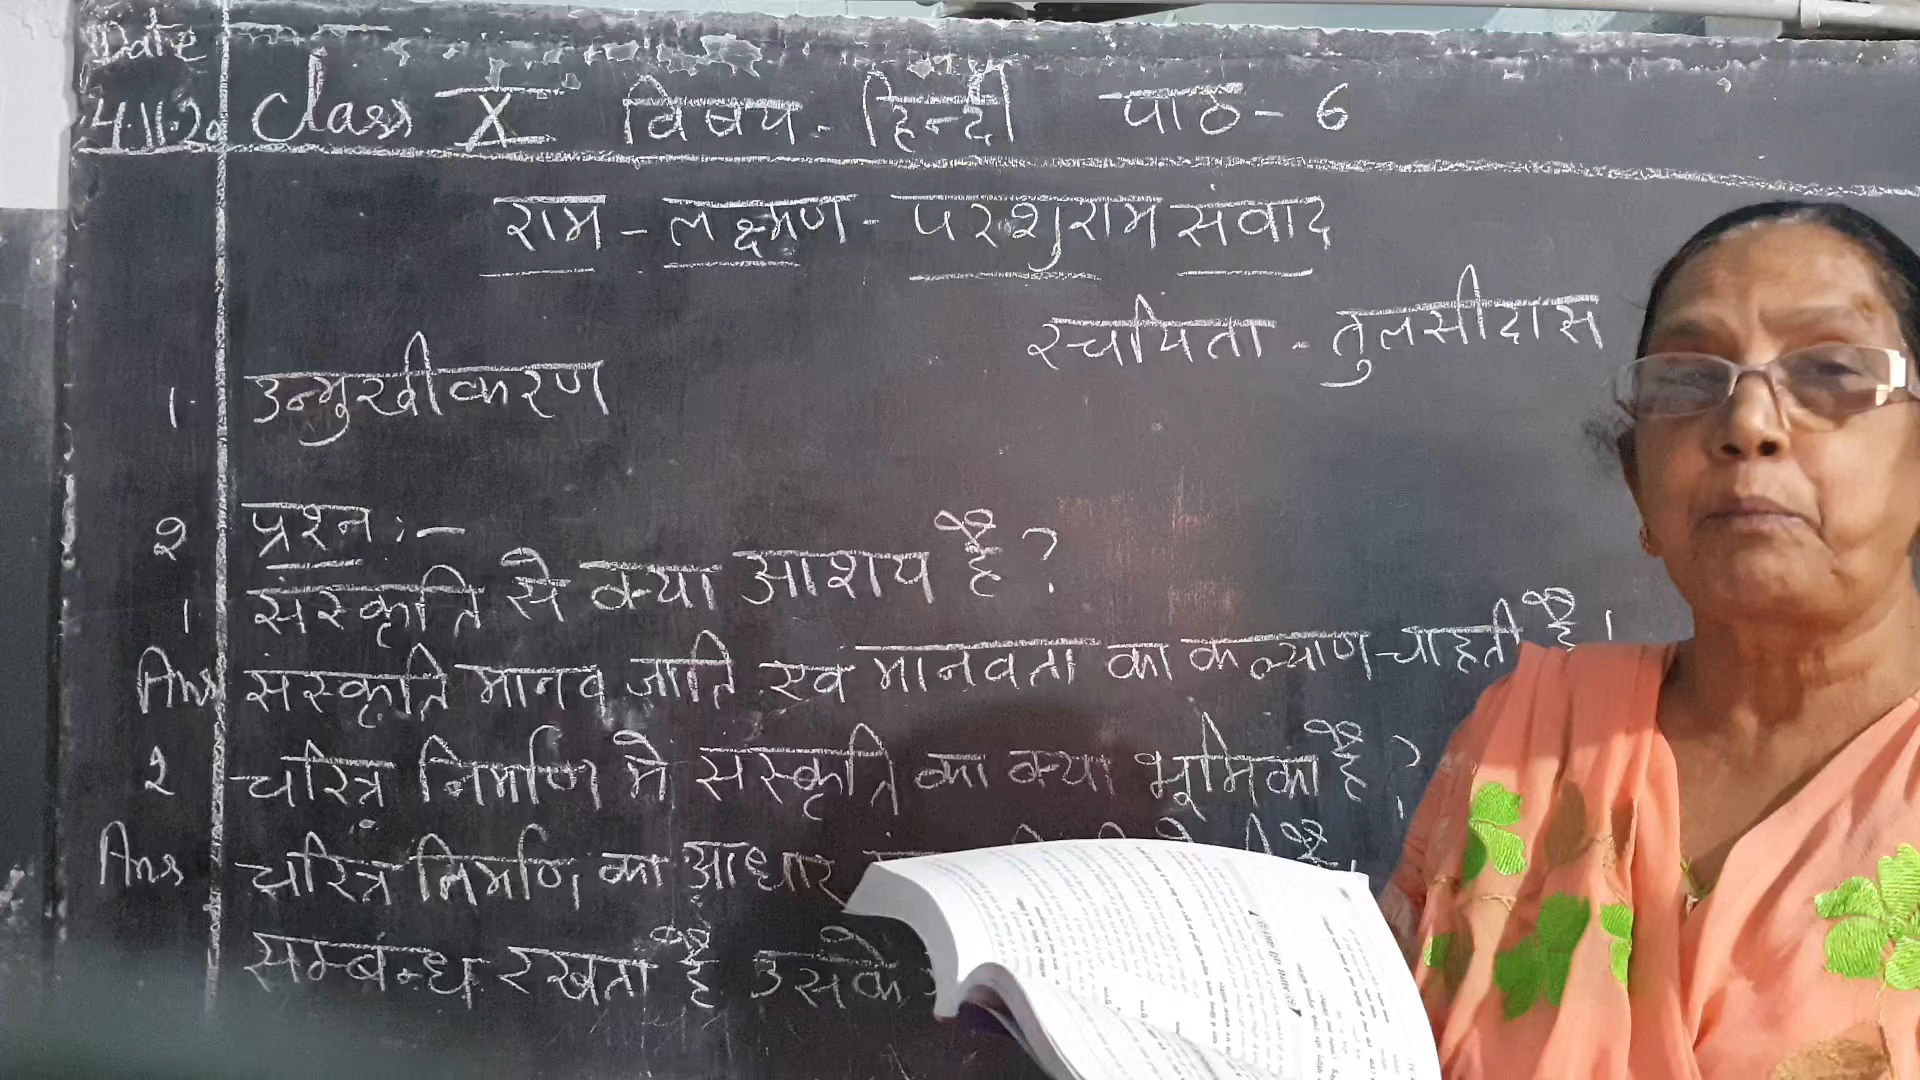 Date
4.11.20 Class X विषय - हिन्दी पाठ - 6
राम - लक्ष्मण - परशुराम संवाद
रचयिता - तुलसीदास
1. उन्मुखीकरण
2 प्रश्न :-
1 संस्कृति से क्या आशय है ?
Ans संस्कृति मानव जाति एवं मानवता का कल्याण चाहती है ।
2 चरित्र निर्माण मे संस्कृति का क्या भूमिका है ?
Ans चरित्र निर्माण का आधार है ।
सम्बन्ध रखता है उसके